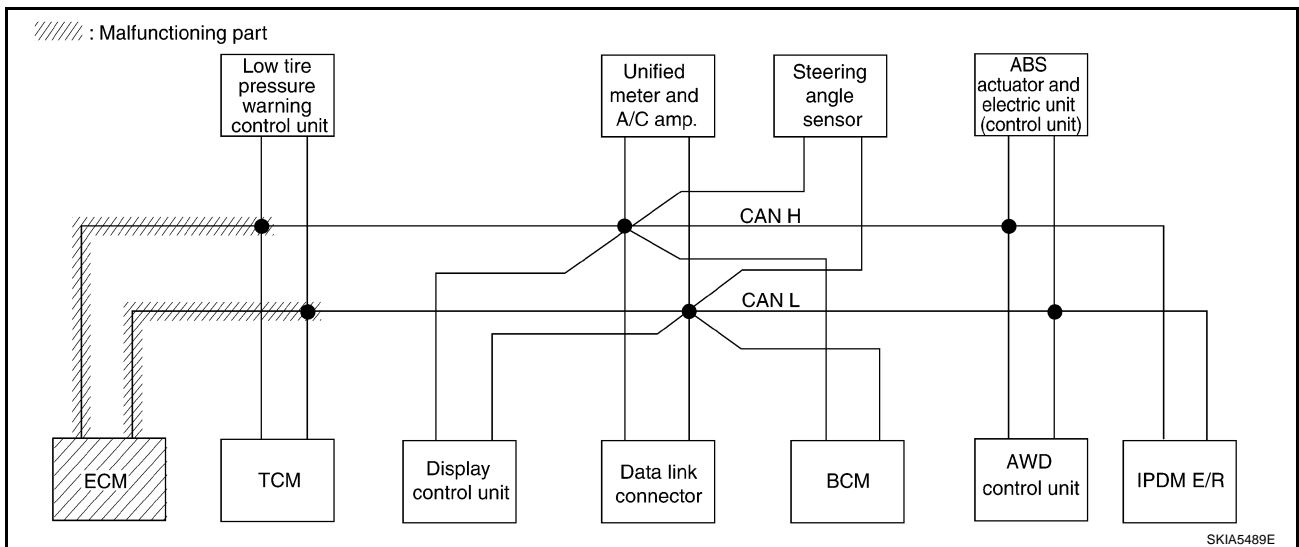 : Malfunctioning part
Low tire
pressure
warning
control unit
Unified
meter and
A/C amp.
Steering
angle
sensor
ABS
actuator and
electric unit
(control unit)
CAN H
CAN L
ECM
TCM
Display
control unit
Data link
connector
BCM
AWD
control unit
IPDM E/R
SKIA5489E